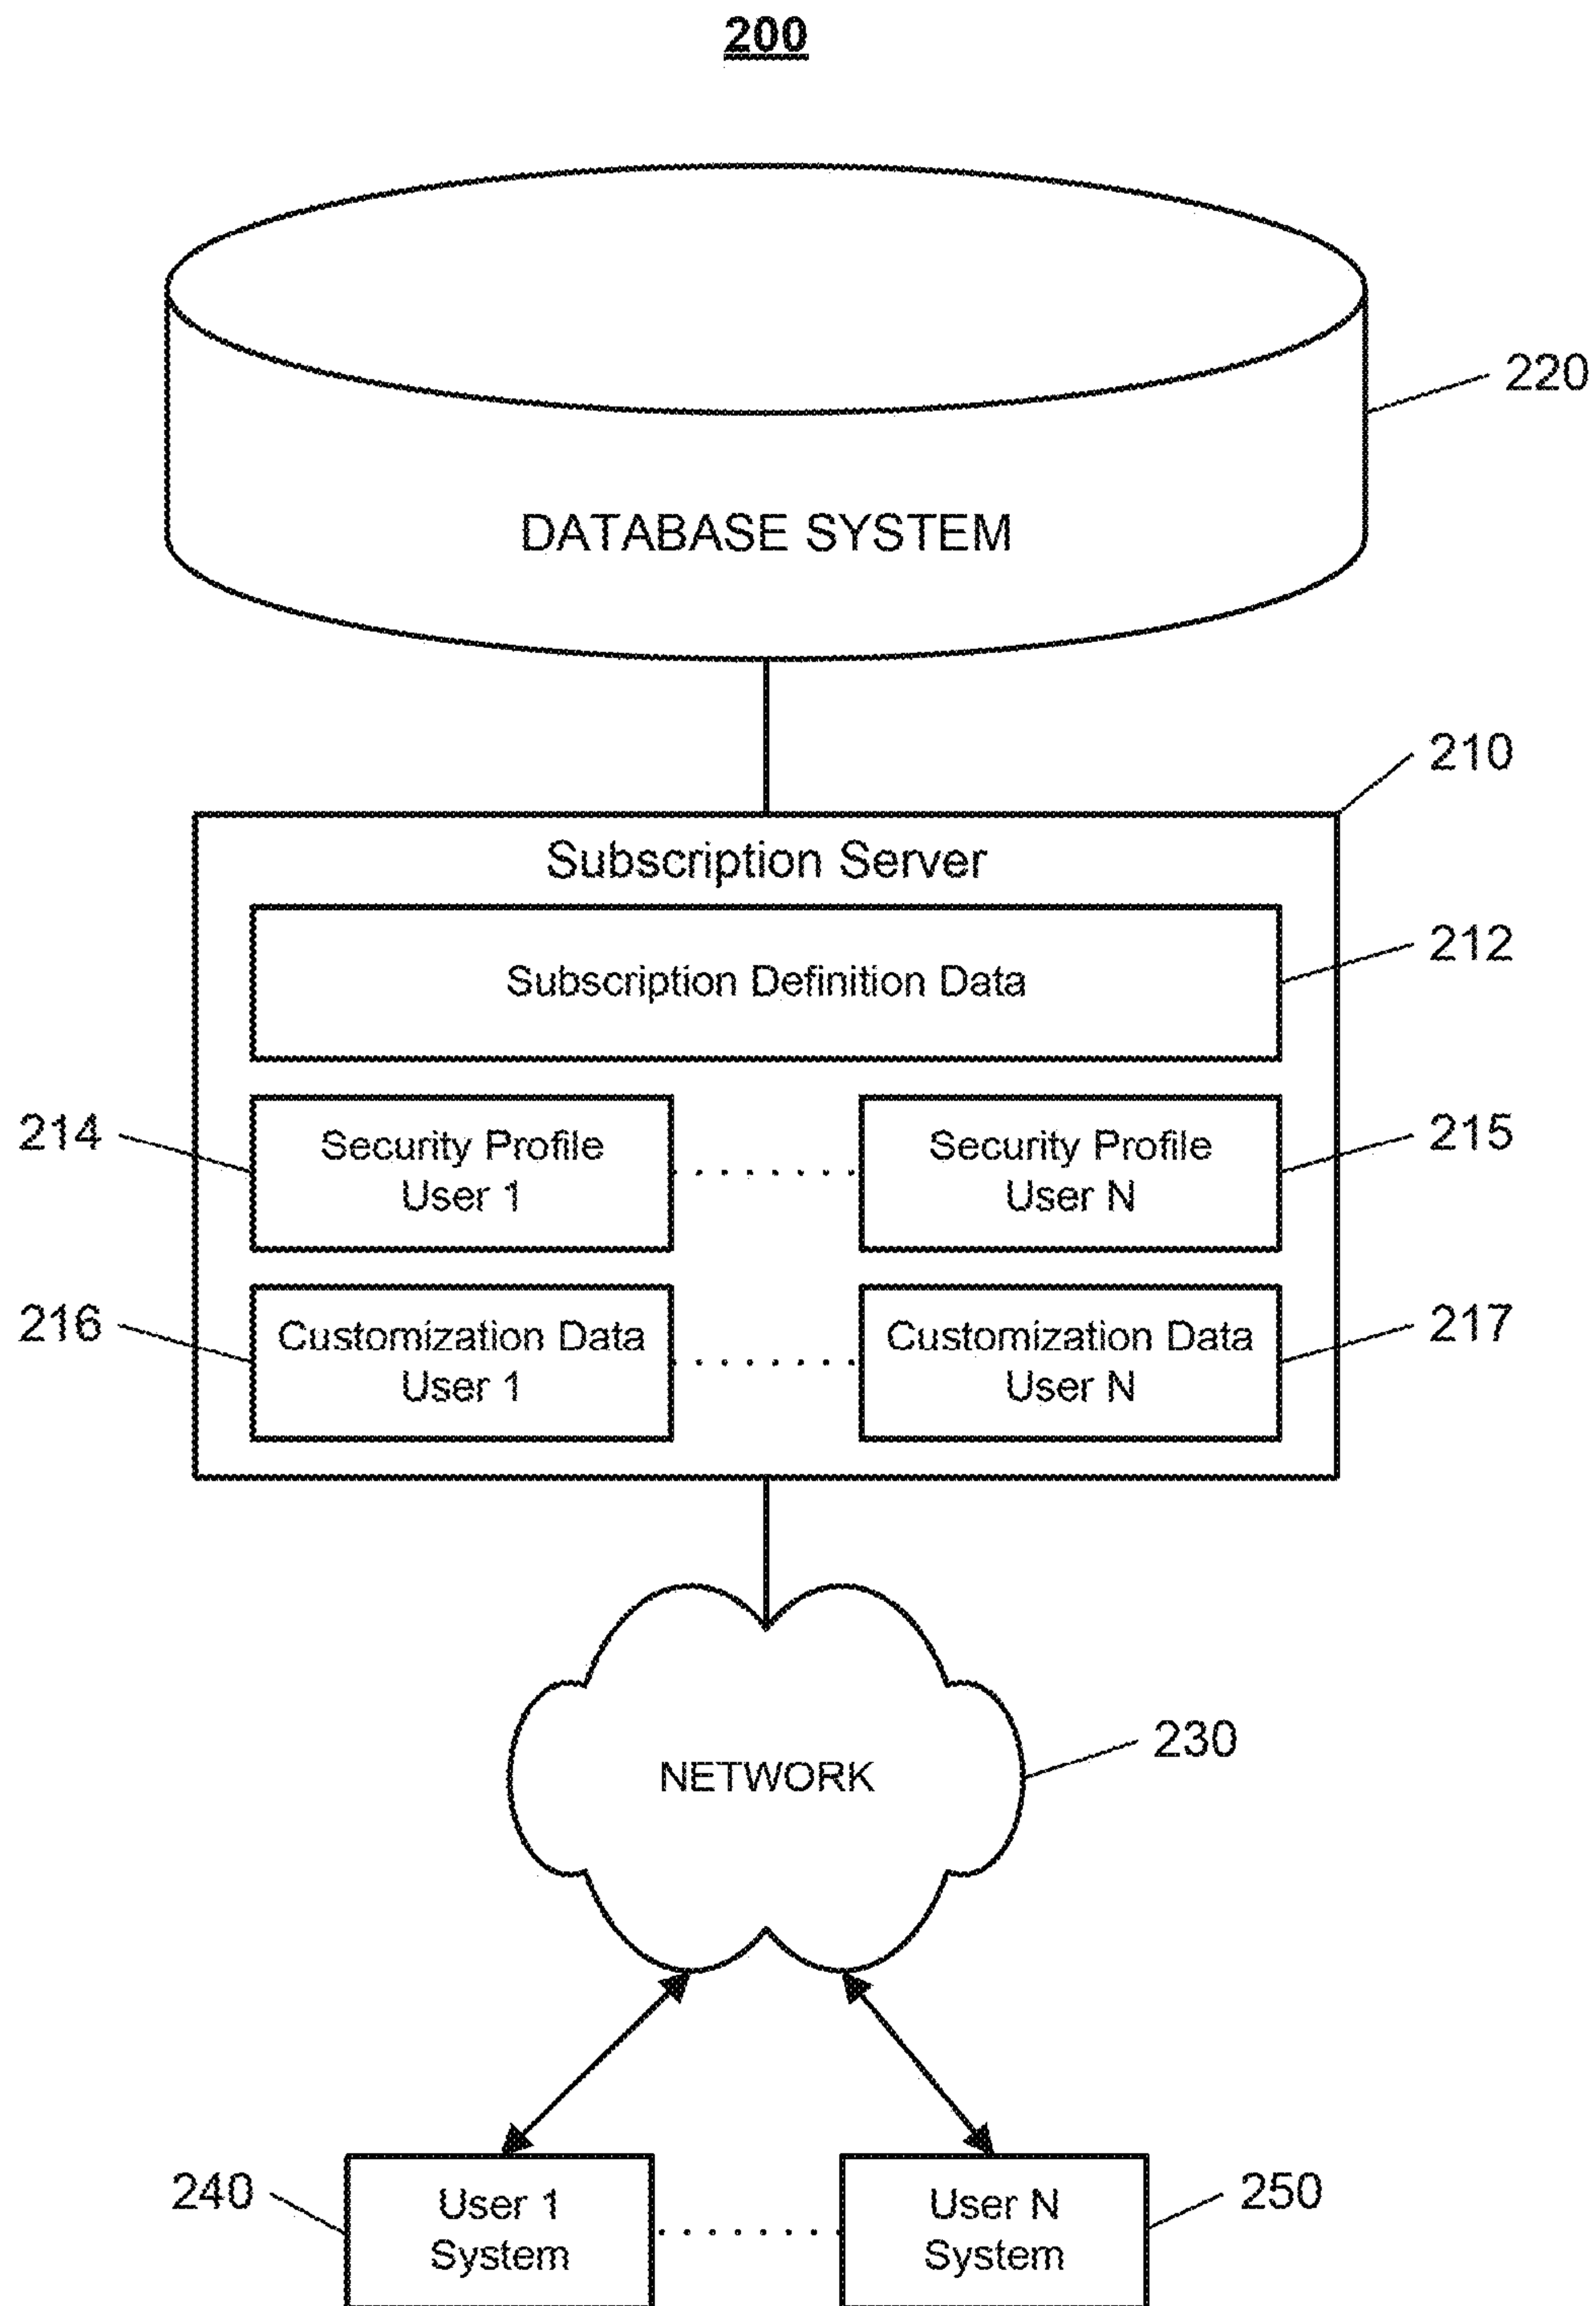 200
220
DATABASE SYSTEM
210
Subscription Server
212
Subscription Definition Data
214
Security Profile
User 1
Security Profile
User N
215
216
Customization Data
User 1
Customization Data
User N
217
230
NETWORK
240
User 1
System
User N
System
250